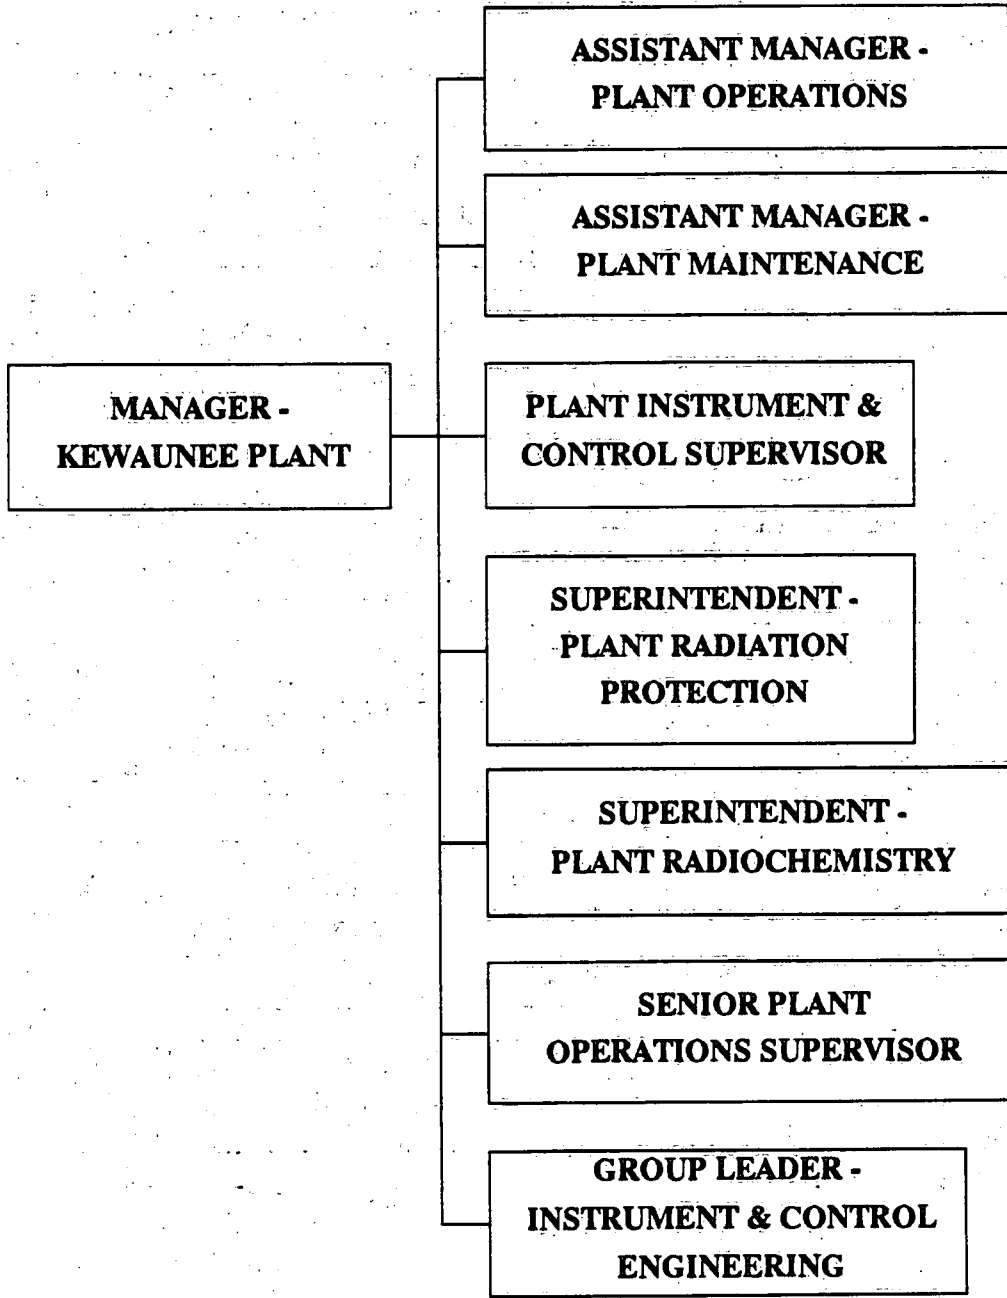 ASSISTANT MANAGER -
PLANT OPERATIONS
ASSISTANT MANAGER -
PLANT MAINTENANCE
MANAGER -
KEWAUNEE PLANT
PLANT INSTRUMENT &
CONTROL SUPERVISOR
SUPERINTENDENT -
PLANT RADIATION
PROTECTION
SUPERINTENDENT -
PLANT RADIOCHEMISTRY
SENIOR PLANT
OPERATIONS SUPERVISOR
GROUP LEADER -
INSTRUMENT & CONTROL
ENGINEERING